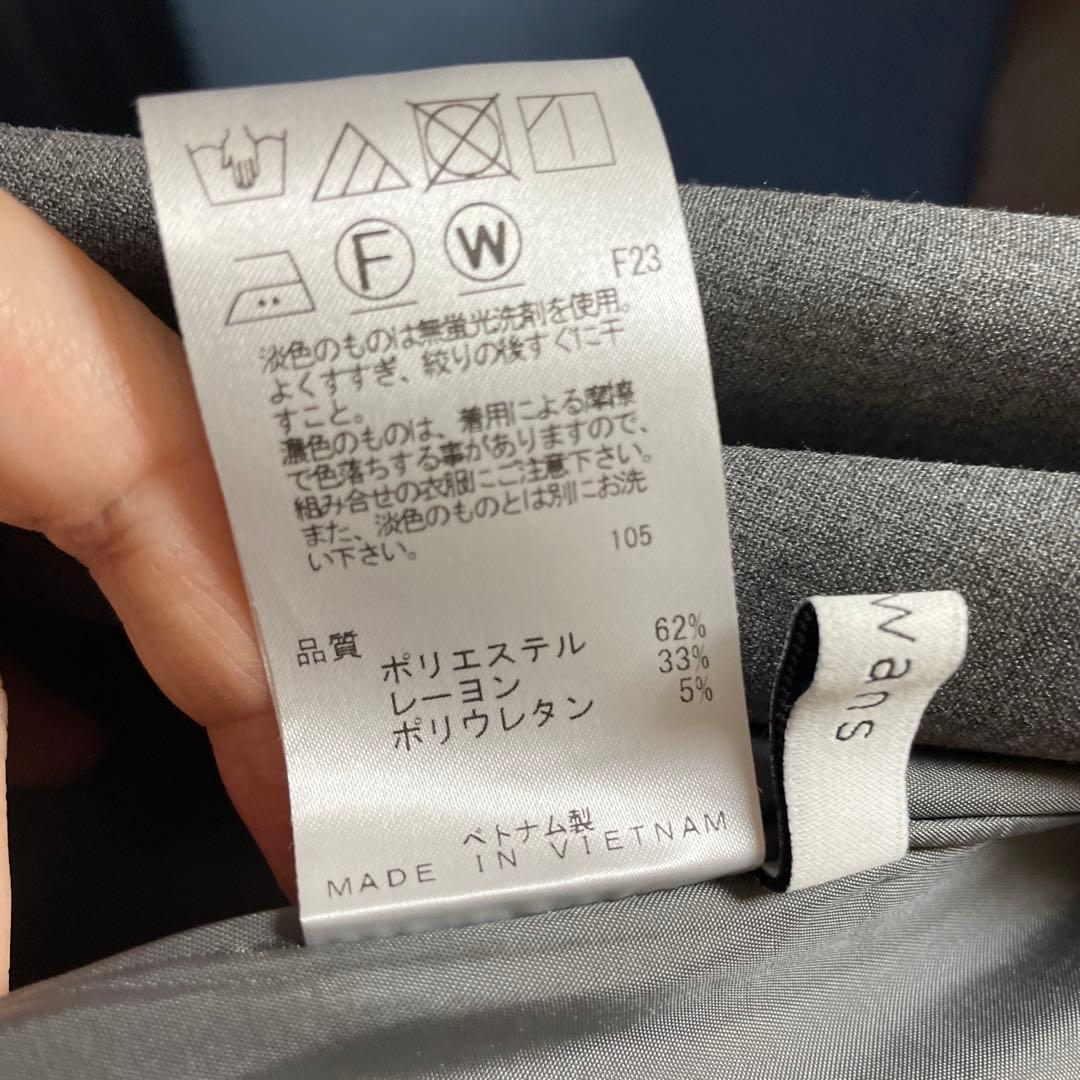 F
W
F23
淡色のものは無蛍光洗剤を使用。
よくすすぎ、絞りの後すぐに干
すこと。
濃色のものは、着用による摩擦
で色落ちする事がありますので、
組み合せの衣服にご注意下さい。
また、淡色のものとは別にお洗
い下さい。
105
品質
ポリエステル 62%
レーヨン 33%
ポリウレタン 5%
ベトナム製
MADE IN VIETNAM
wans